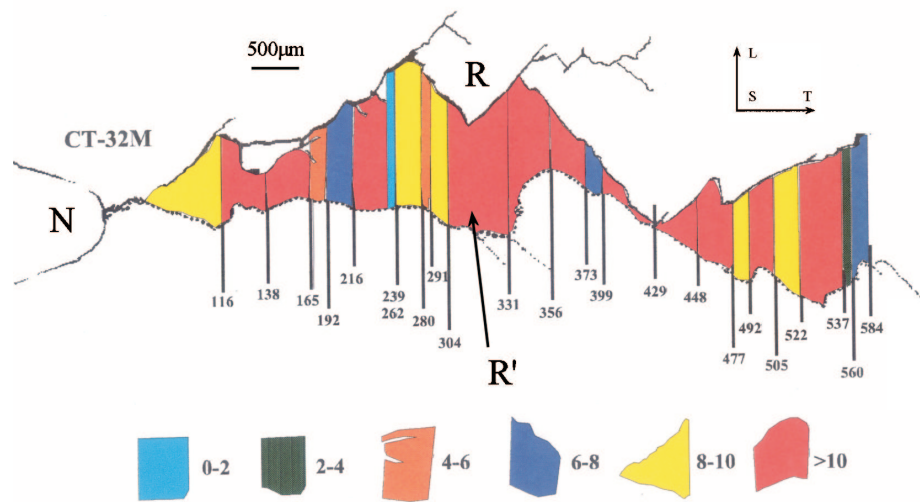 500μm
R
L
S T
CT-32M
N
116 138 165 192 216 239 262 280 291 304 331 356 373 399 429 448 477 492 505 522 537 560 584
R'
0-2 2-4 4-6 6-8 8-10 >10